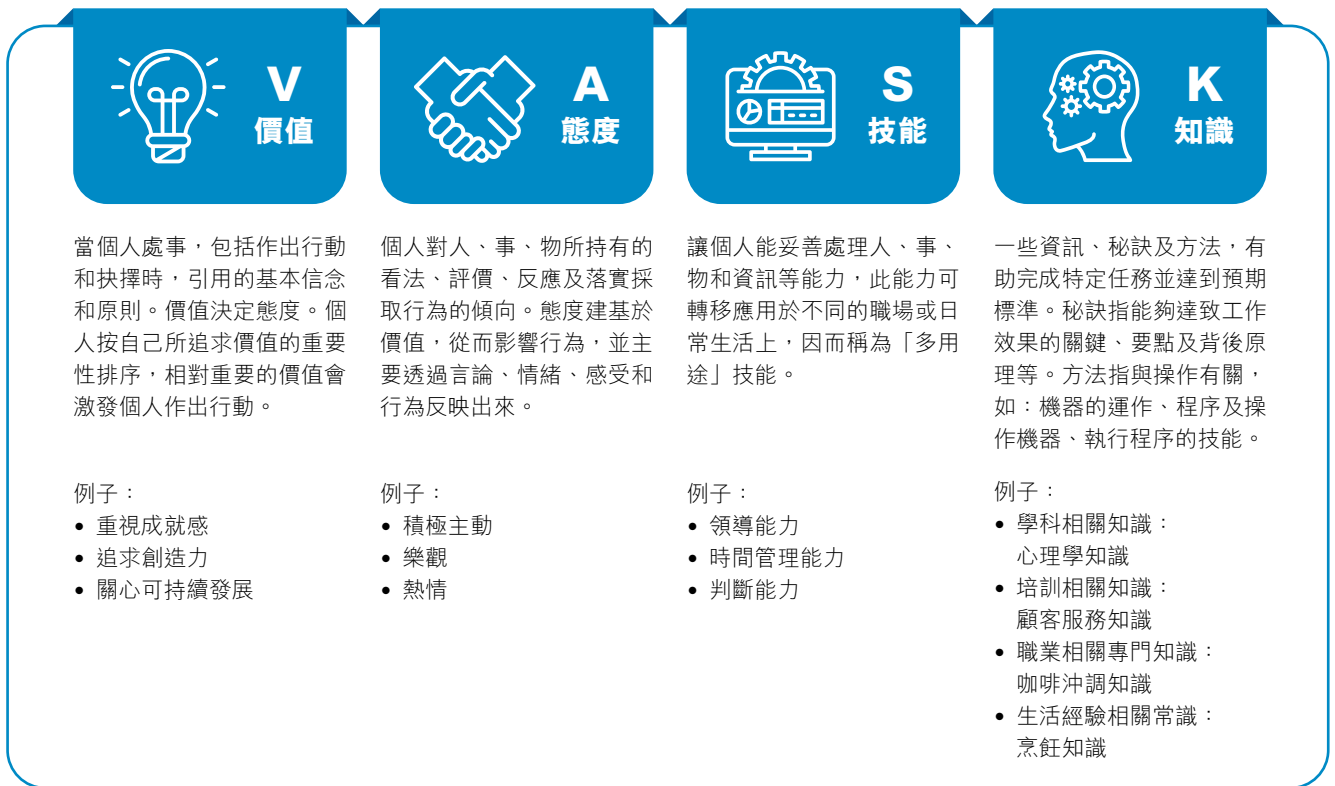 V
價值
當個人處事，包括作出行動
和抉擇時，引用的基本信念
和原則。價值決定態度。個
人按自己所追求價值的重要
性排序，相對重要的價值會
激發個人作出行動。
例子：
• 重視成就感
• 追求創造力
• 關心可持續發展
A
態度
個人對人、事、物所持有的
看法、評價、反應及落實採
取行為的傾向。態度建基於
價值，從而影響行為，並主
要透過言論、情緒、感受和
行為反映出來。
例子：
• 積極主動
• 樂觀
• 熱情
S
技能
讓個人能妥善處理人、事、
物和資訊等能力，此能力可
轉移應用於不同的職場或日
常生活上，因而稱為「多用
途」技能。
例子：
• 領導能力
• 時間管理能力
• 判斷能力
K
知識
一些資訊、秘訣及方法，有
助完成特定任務並達到預期
標準。秘訣指能夠達致工作
效果的關鍵、要點及背後原
理等。方法指與操作有關，
如：機器的運作、程序及操
作機器、執行程序的技能。
例子：
• 學科相關知識：
心理學知識
• 培訓相關知識：
顧客服務知識
• 職業相關專門知識：
咖啡沖調知識
• 生活經驗相關常識：
烹飪知識